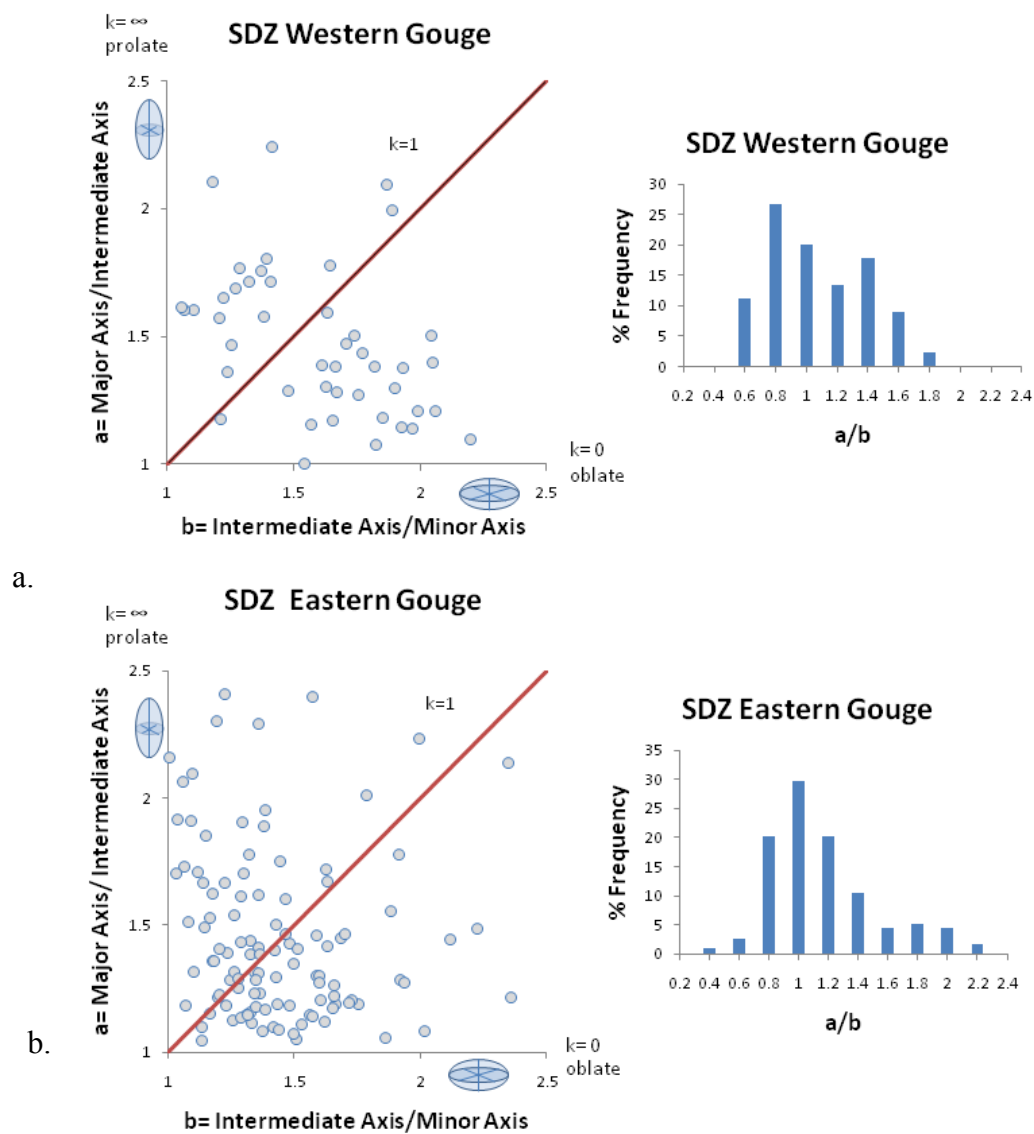 k= ∞
prolate
SDZ Western Gouge
2.5
2
1.5
1
a= Major Axis/Intermediate Axis
k=1
1
1.5
2
2.5
k= 0
oblate
b= Intermediate Axis/Minor Axis
SDZ Western Gouge
30
25
20
15
10
5
0
% Frequency
0.2 0.4 0.6 0.8 1 1.2 1.4 1.6 1.8 2 2.2 2.4
a/b
a.
k= ∞
prolate
SDZ Eastern Gouge
2.5
2
1.5
1
a= Major Axis/ Intermediate Axis
k=1
1
1.5
2
2.5
k= 0
oblate
b= Intermediate Axis/Minor Axis
SDZ Eastern Gouge
35
30
25
20
15
10
5
0
% Frequency
0.2 0.4 0.6 0.8 1 1.2 1.4 1.6 1.8 2 2.2 2.4
a/b
b.